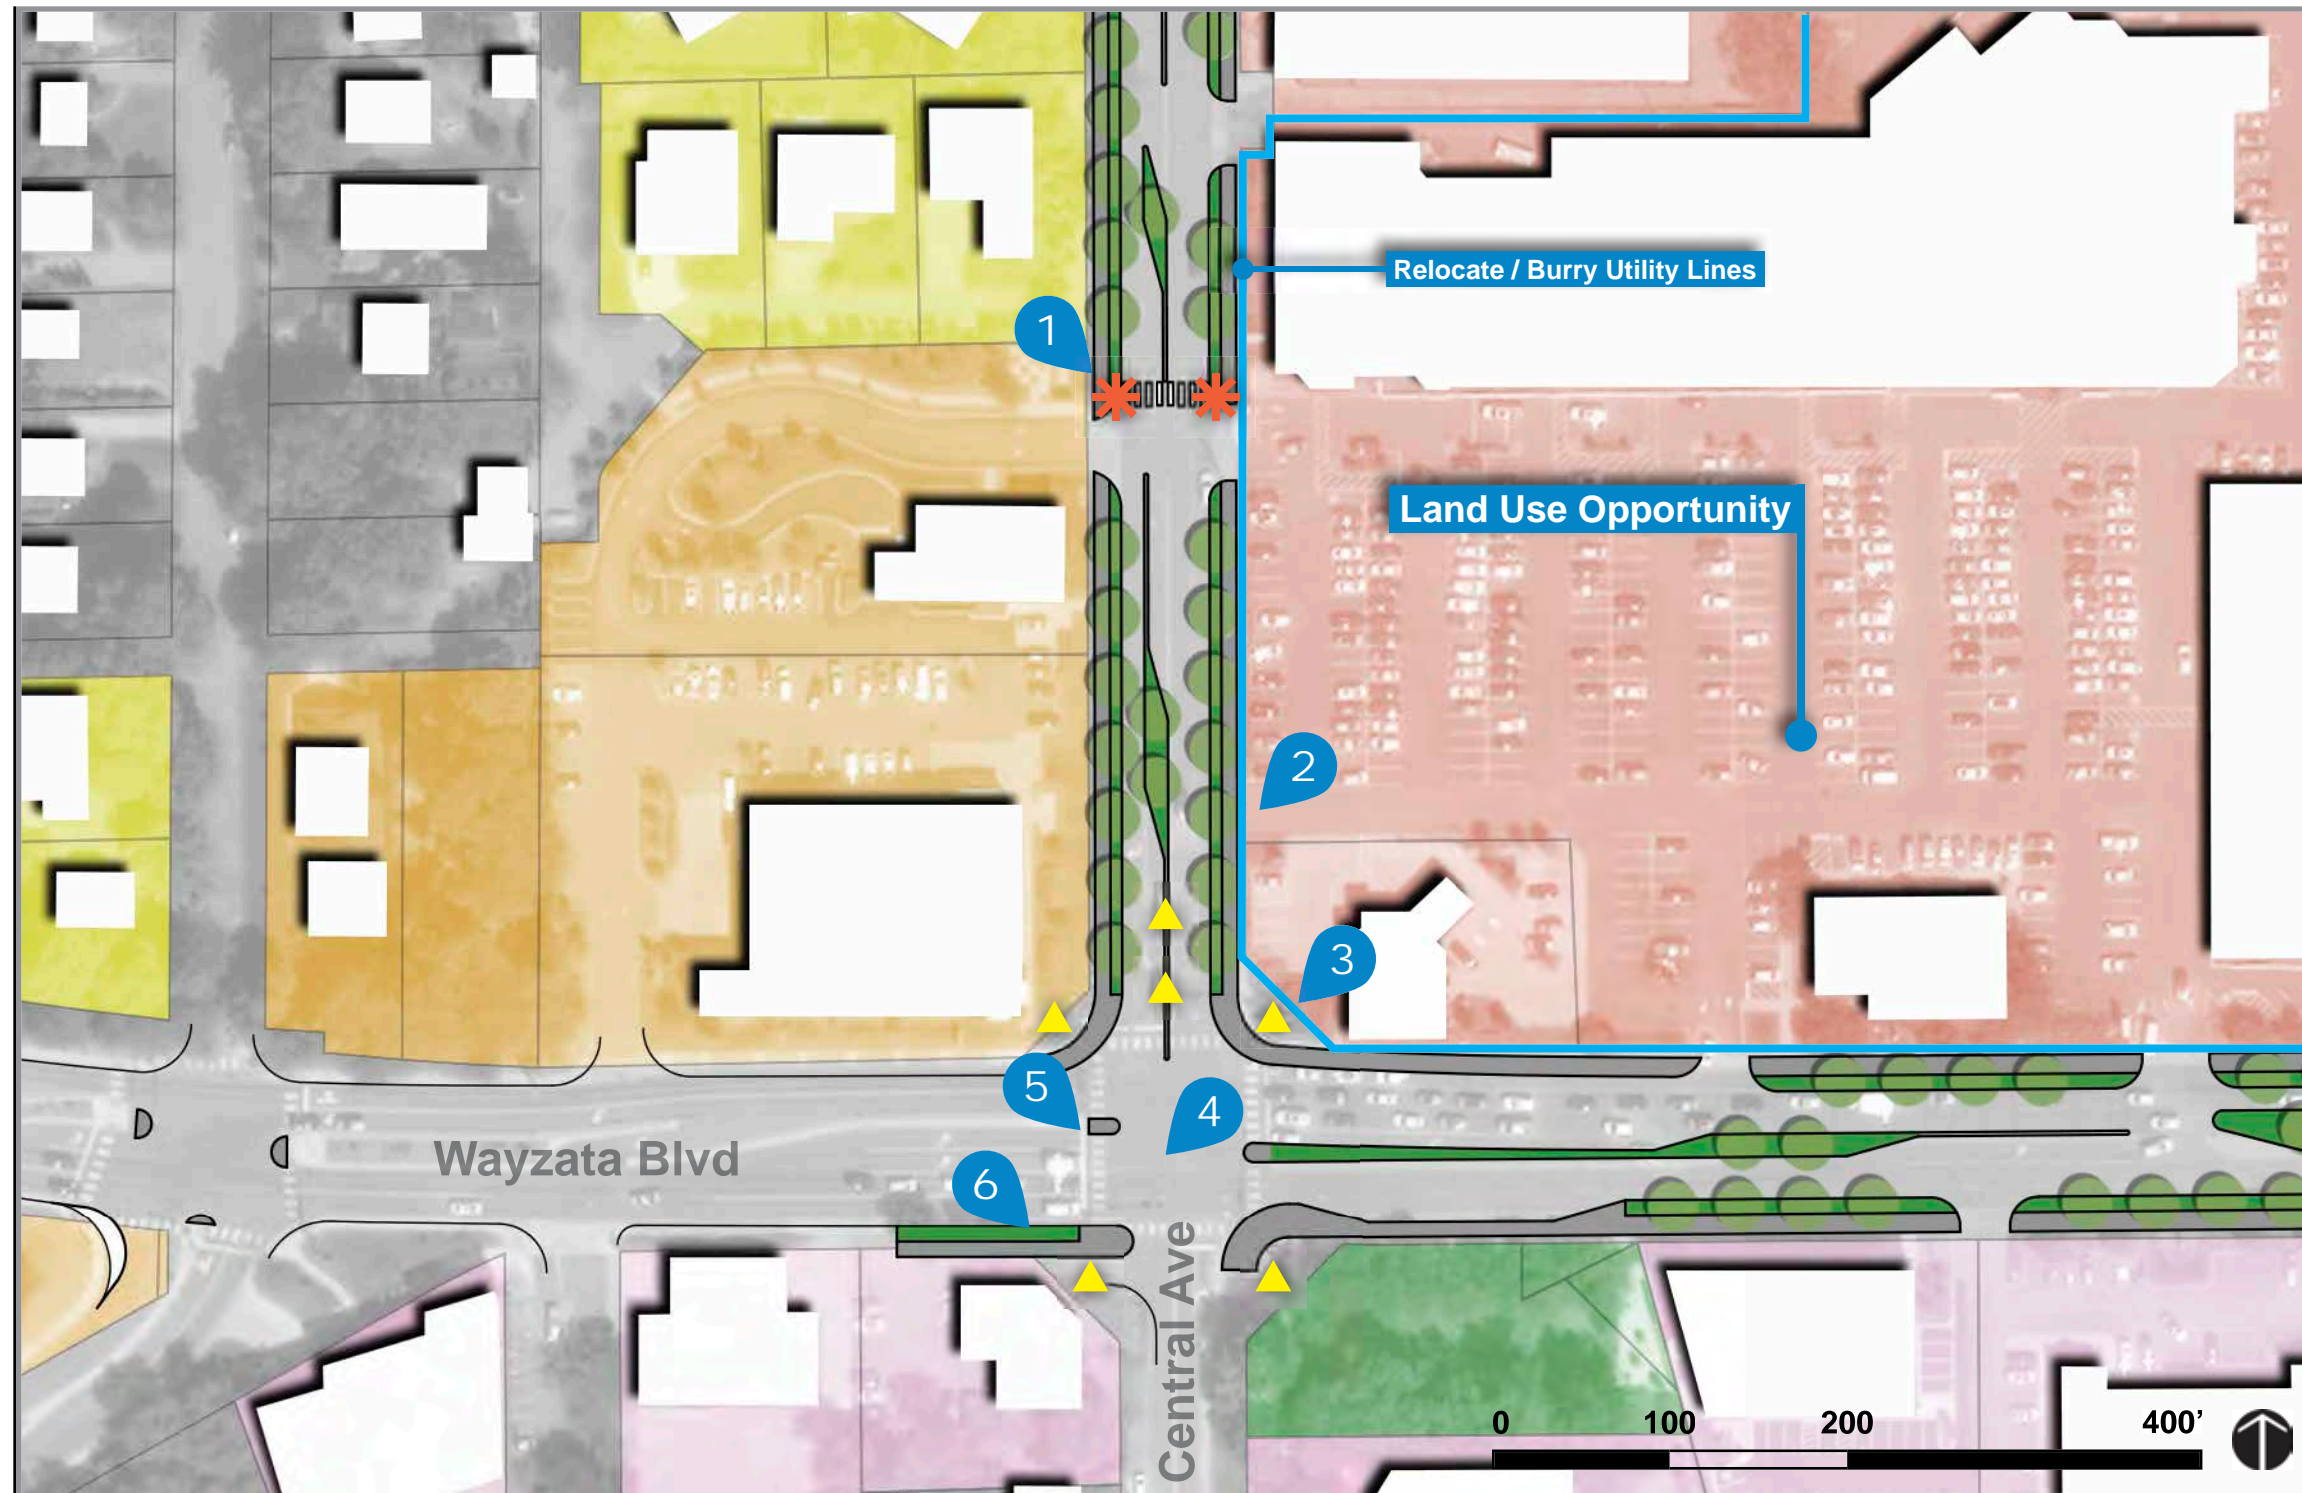 Relocate / Burry Utility Lines
1
Land Use Opportunity
2
3
5
4
Wayzata Blvd
6
Central Ave
0 100 200 400’